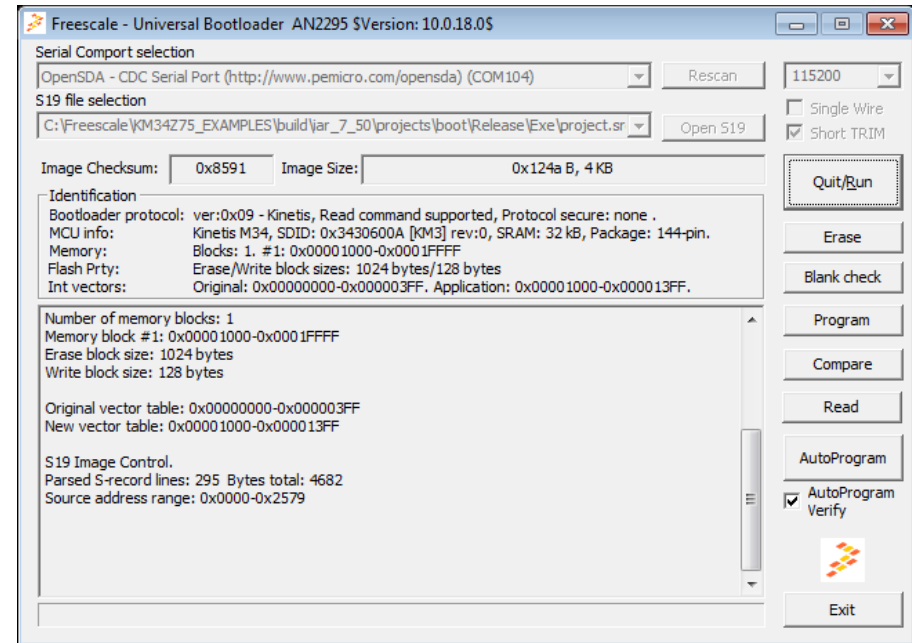 Freescale - Universal Bootloader AN2295 $Version: 10.0.18.0$
Serial Comport selection
OpenSDA - CDC Serial Port (http://www.pemicro.com/opensda) (COM104)
Rescan
115200
S19 file selection
C:\Freescale\KM34Z75_EXAMPLES\build\iar_7_50\projects\boot\Release\Exe\project.sr
Open S19
Single Wire
Short TRIM
Image Checksum: 0x8591 Image Size: 0x124a B, 4 KB
Quit/Run
Identification
Bootloader protocol: ver:0x09 - Kinetis, Read command supported, Protocol secure: none .
MCU info: Kinetis M34, SDID: 0x3430600A [KM3] rev:0, SRAM: 32 kB, Package: 144-pin.
Memory: Blocks: 1. #1: 0x00001000-0x0001FFFF
Flash Prty: Erase/Write block sizes: 1024 bytes/128 bytes
Int vectors: Original: 0x00000000-0x000003FF. Application: 0x00001000-0x000013FF.
Erase
Blank check
Number of memory blocks: 1
Memory block #1: 0x00001000-0x0001FFFF
Erase block size: 1024 bytes
Write block size: 128 bytes
Original vector table: 0x00000000-0x000003FF
New vector table: 0x00001000-0x000013FF
S19 Image Control.
Parsed S-record lines: 295 Bytes total: 4682
Source address range: 0x0000-0x2579
Program
Compare
Read
AutoProgram
AutoProgram
Verify
Exit